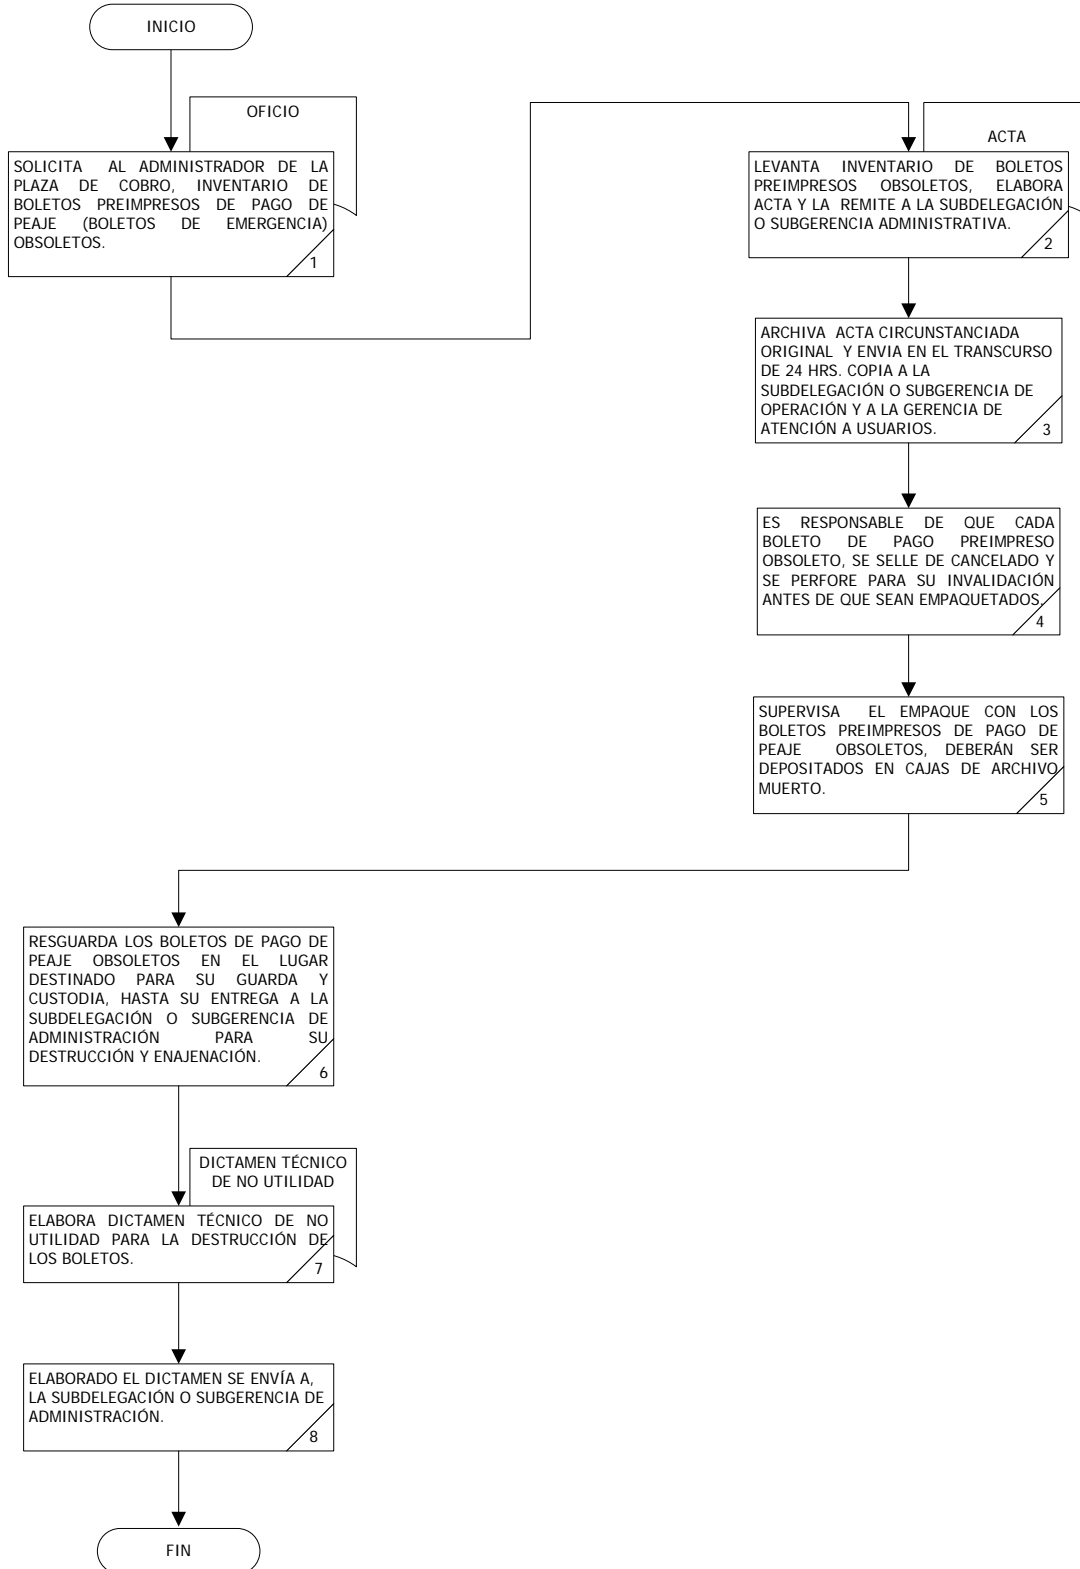 INICIO
OFICIO
SOLICITA AL ADMINISTRADOR DE LA
PLAZA DE COBRO, INVENTARIO DE
BOLETOS PREIMPRESOS DE PAGO DE
PEAJE (BOLETOS DE EMERGENCIA)
OBSOLETOS.
1
ACTA
LEVANTA INVENTARIO DE BOLETOS
PREIMPRESOS OBSOLETOS, ELABORA
ACTA Y LA REMITE A LA SUBDELEGACIÓN
O SUBGERENCIA ADMINISTRATIVA.
2
ARCHIVA ACTA CIRCUNSTANCIADA
ORIGINAL Y ENVIA EN EL TRANSCURSO
DE 24 HRS. COPIA A LA
SUBDELEGACIÓN O SUBGERENCIA DE
OPERACIÓN Y A LA GERENCIA DE
ATENCIÓN A USUARIOS.
3
ES RESPONSABLE DE QUE CADA
BOLETO DE PAGO PREIMPRESO
OBSOLETO, SE SELLE DE CANCELADO Y
SE PERFORE PARA SU INVALIDACIÓN
ANTES DE QUE SEAN EMPAQUETADOS.
4
SUPERVISA EL EMPAQUE CON LOS
BOLETOS PREIMPRESOS DE PAGO DE
PEAJE OBSOLETOS, DEBERÁN SER
DEPOSITADOS EN CAJAS DE ARCHIVO
MUERTO.
5
RESGUARDA LOS BOLETOS DE PAGO DE
PEAJE OBSOLETOS EN EL LUGAR
DESTINADO PARA SU GUARDA Y
CUSTODIA, HASTA SU ENTREGA A LA
SUBDELEGACIÓN O SUBGERENCIA DE
ADMINISTRACIÓN PARA SU
DESTRUCCIÓN Y ENAJENACIÓN.
6
DICTAMEN TÉCNICO
DE NO UTILIDAD
ELABORA DICTAMEN TÉCNICO DE NO
UTILIDAD PARA LA DESTRUCCIÓN DE
LOS BOLETOS.
7
ELABORADO EL DICTAMEN SE ENVÍA A,
LA SUBDELEGACIÓN O SUBGERENCIA DE
ADMINISTRACIÓN.
8
FIN